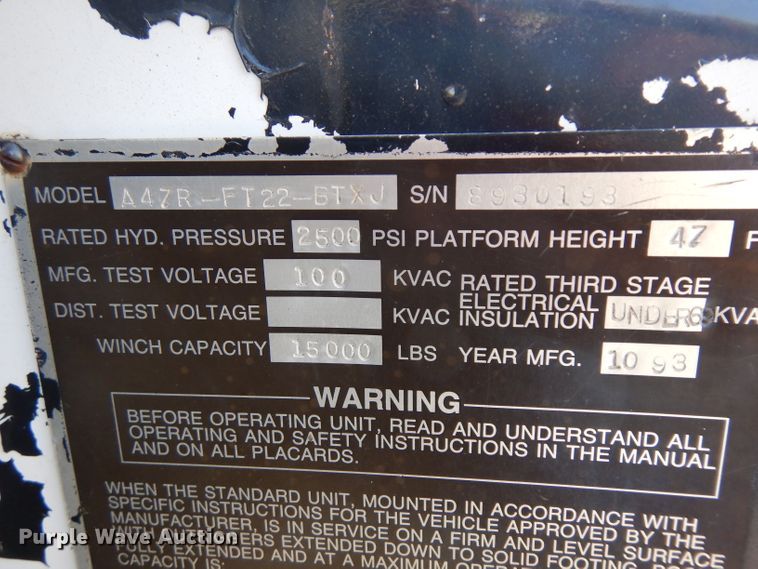 MODEL A47R-FT22-BTXJ S/N 8930193
RATED HYD. PRESSURE 2500 PSI PLATFORM HEIGHT 47 F
MFG. TEST VOLTAGE 100 KVAC RATED THIRD STAGE
DIST. TEST VOLTAGE KVAC ELECTRICAL INSULATION UNDER 69 KVA
WINCH CAPACITY 15000 LBS YEAR MFG. 10 93
WARNING
BEFORE OPERATING UNIT, READ AND UNDERSTAND ALL
OPERATING AND SAFETY INSTRUCTIONS IN THE MANUAL
AND ON ALL PLACARDS.
WHEN THE STANDARD UNIT, MOUNTED IN ACCORDANCE WITH
SPECIFIC INSTRUCTIONS FOR THE VEHICLE APPROVED BY THE
MANUFACTURER, IS IN SERVICE ON A FIRM AND LEVEL SURFACE
EXTENDED DOWN TO SOLID FOOTING,
FULLY EXTENDED AND AT A MAXIMUM
CAPACITY IS:
Purple Wave Auction